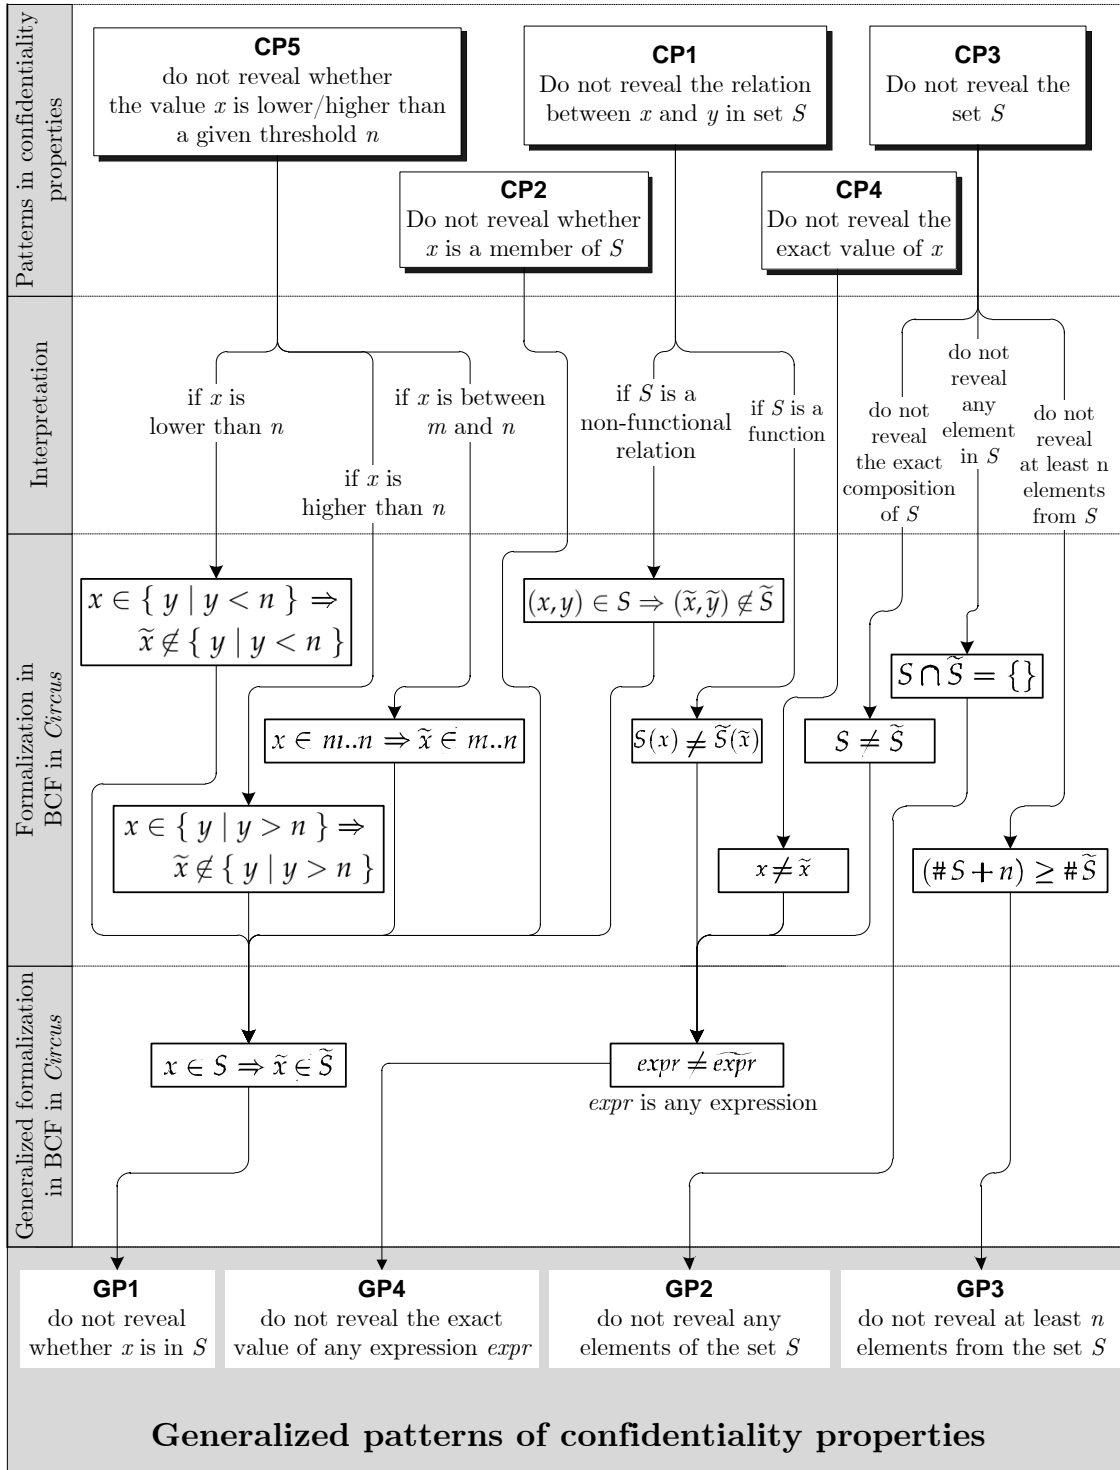 Patterns in confidentiality
properties
CP5
do not reveal whether
the value x is lower/higher than
a given threshold n
CP1
Do not reveal the relation
between x and y in set S
CP3
Do not reveal the
set S
CP2
Do not reveal whether
x is a member of S
CP4
Do not reveal the
exact value of x
Interpretation
if x is
lower than n
if x is
higher than n
if x is between
m and n
if S is a
non-functional
relation
if S is a
function
do not
reveal
the exact
composition
of S
do not
reveal
any
element
in S
do not
reveal
at least n
elements
from S
Formalization in
BCF in Circus
x ∈ { y | y < n } ⇒
x̃ ∉ { y | y < n }
(x, y) ∈ S ⇒ (x̃, ỹ) ∉ S̃
S ∩ S̃ = {}
x ∈ m..n ⇒ x̃ ∈ m..n
S(x) ≠ S̃(x̃)
S ≠ S̃
x ∈ { y | y > n } ⇒
x̃ ∉ { y | y > n }
x ≠ x̃
(# S + n) ≥ # S̃
Generalized formalization
in BCF in Circus
x ∈ S ⇒ x̃ ∈ S̃
expr ≠ ẽxpr
expr is any expression
GP1
do not reveal
whether x is in S
GP4
do not reveal the exact
value of any expression expr
GP2
do not reveal any
elements of the set S
GP3
do not reveal at least n
elements from the set S
Generalized patterns of confidentiality properties